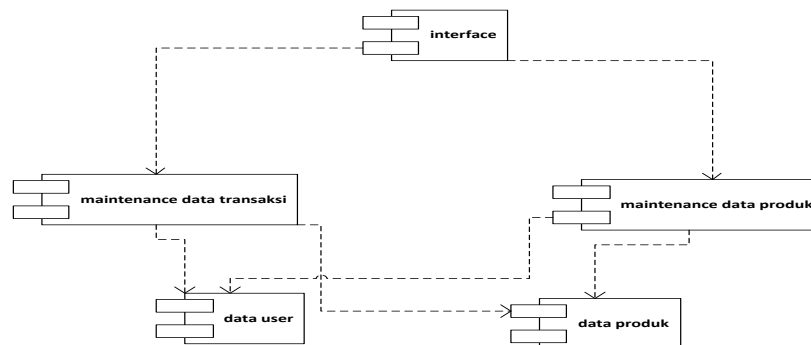 interface
maintenance data transaksi
maintenance data produk
data user
data produk